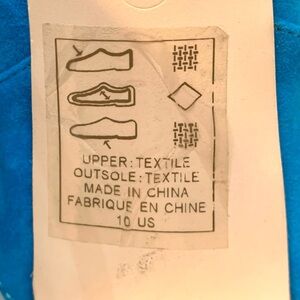 UPPER: TEXTILE
OUTSOLE: TEXTILE
MADE IN CHINA
FABRIQUE EN CHINE
10 US